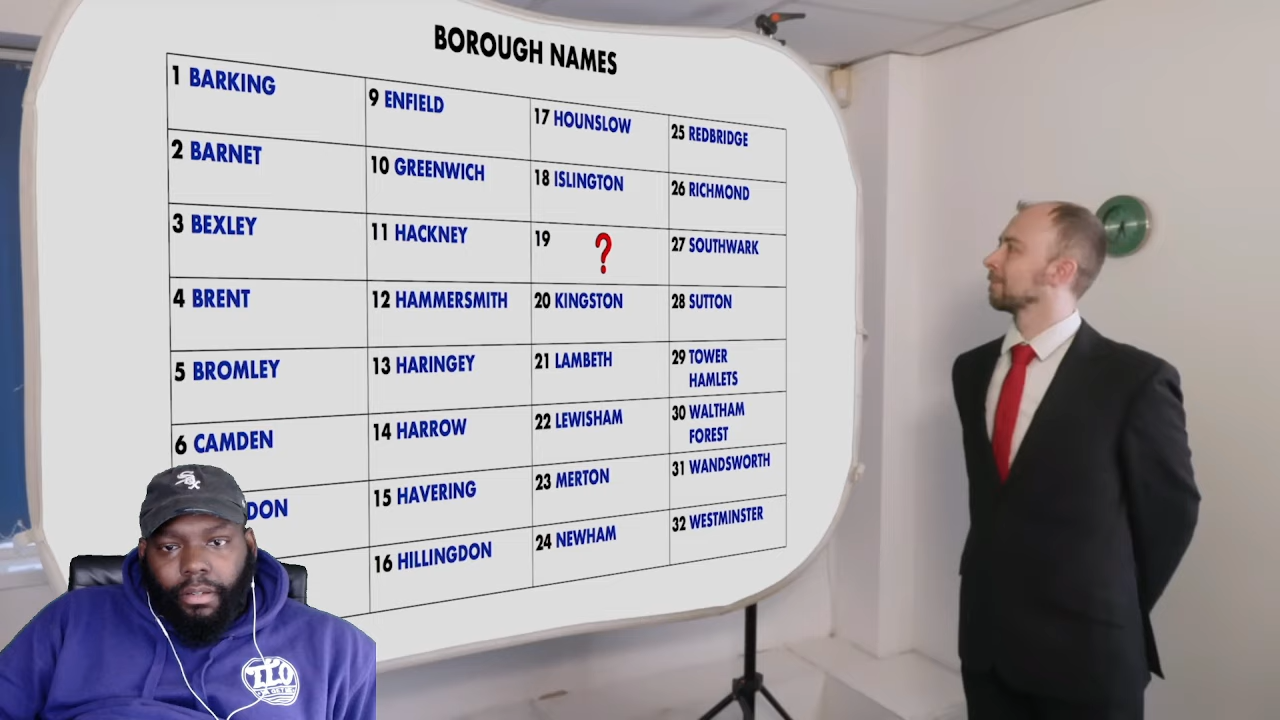 BOROUGH NAMES
1 BARKING
2 BARNET
3 BEXLEY
4 BRENT
5 BROMLEY
6 CAMDEN
DON
9 ENFIELD
10 GREENWICH
11 HACKNEY
12 HAMMERSMITH
13 HARINGEY
14 HARROW
15 HAVERING
16 HILLINGDON
17 HOUNSLOW
18 ISLINGTON
19 ?
20 KINGSTON
21 LAMBETH
22 LEWISHAM
23 MERTON
24 NEWHAM
25 REDBRIDGE
26 RICHMOND
27 SOUTHWARK
28 SUTTON
29 TOWER
HAMLETS
30 WALTHAM
FOREST
31 WANDSWORTH
32 WESTMINSTER
Sox
TLO